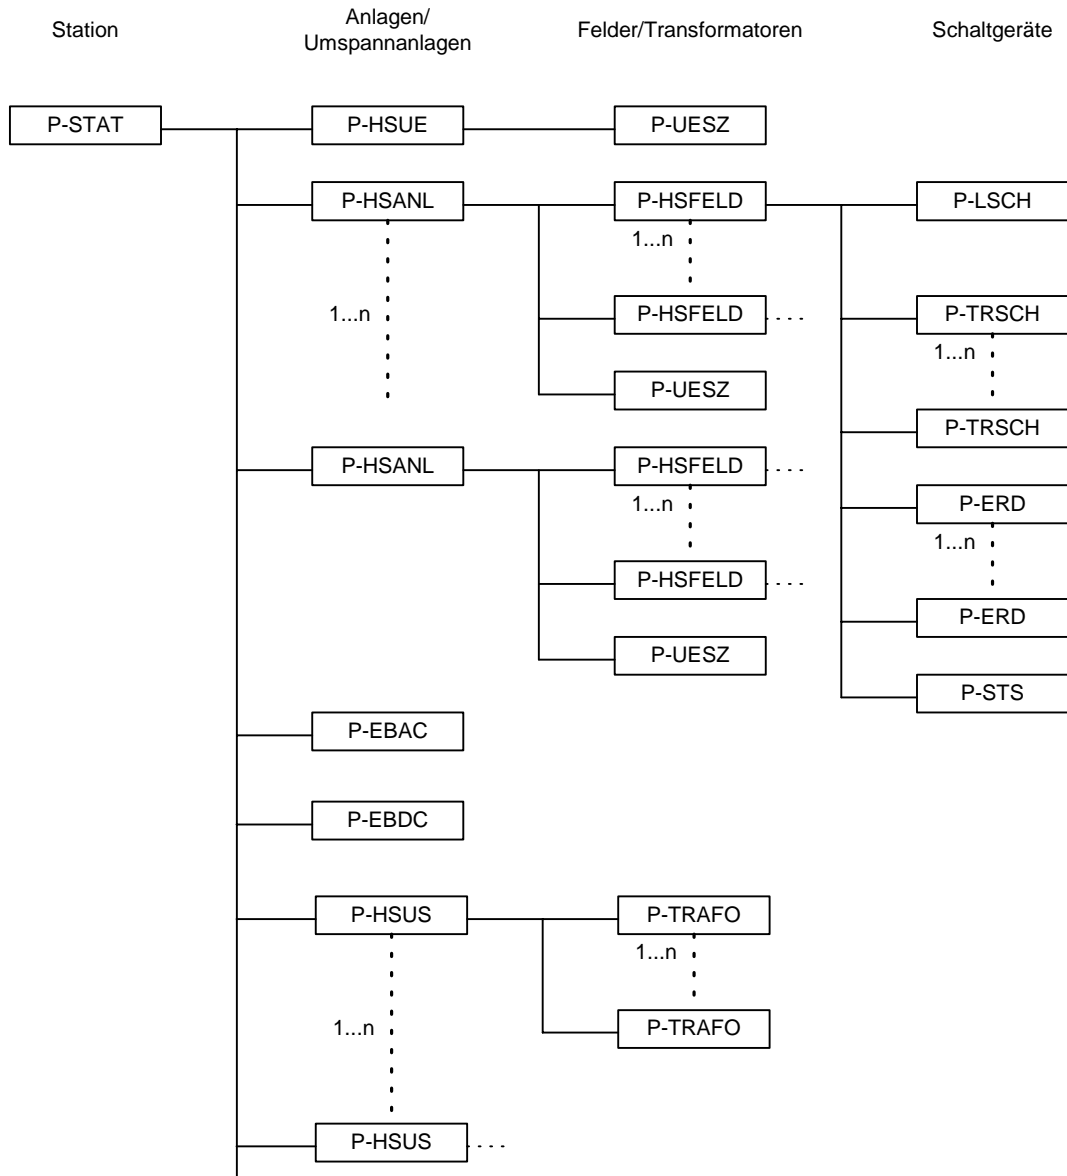 Station
Anlagen/
Umspannanlagen
Felder/Transformatoren
Schaltgeräte
P-STAT
P-HSUE
P-UESZ
P-HSANL
P-HSFELD
P-LSCH
1...n
1...n
P-HSFELD
P-TRSCH
1...n
P-UESZ
P-TRSCH
P-HSANL
P-HSFELD
1...n
P-ERD
1...n
P-HSFELD
P-ERD
P-UESZ
P-STS
P-EBAC
P-EBDC
P-HSUS
P-TRAFO
1...n
1...n
P-TRAFO
P-HSUS